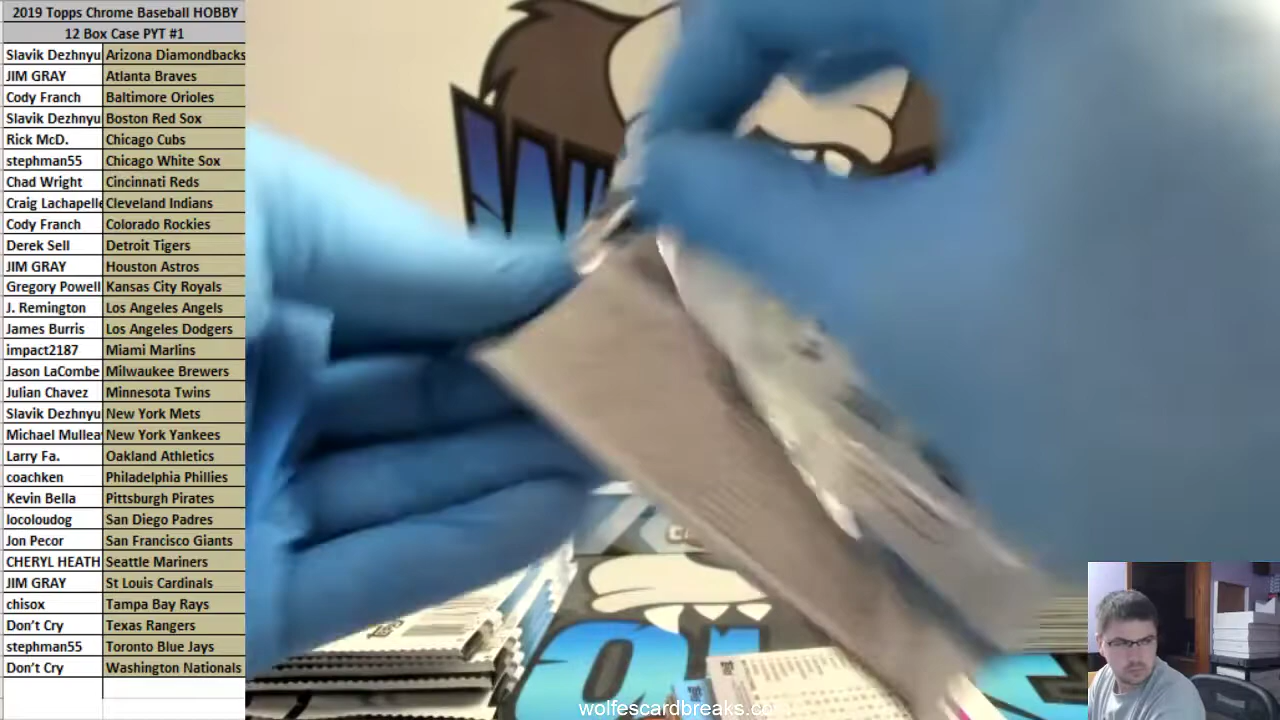 2019 Topps Chrome Baseball HOBBY
12 Box Case PYT #1
Slavik Dezhnyu Arizona Diamondbacks
JIM GRAY Atlanta Braves
Cody Franch Baltimore Orioles
Slavik Dezhnyu Boston Red Sox
Rick McD. Chicago Cubs
stephman55 Chicago White Sox
Chad Wright Cincinnati Reds
Craig Lachapelle Cleveland Indians
Cody Franch Colorado Rockies
Derek Sell Detroit Tigers
JIM GRAY Houston Astros
Gregory Powell Kansas City Royals
J. Remington Los Angeles Angels
James Burris Los Angeles Dodgers
impact2187 Miami Marlins
Jason LaCombe Milwaukee Brewers
Julian Chavez Minnesota Twins
Slavik Dezhnyu New York Mets
Michael Mullea New York Yankees
Larry Fa. Oakland Athletics
coachken Philadelphia Phillies
Kevin Bella Pittsburgh Pirates
locoloudog San Diego Padres
Jon Pecor San Francisco Giants
CHERYL HEATH Seattle Mariners
JIM GRAY St Louis Cardinals
chisox Tampa Bay Rays
Don't Cry Texas Rangers
stephman55 Toronto Blue Jays
Don't Cry Washington Nationals
wolfescardbreaks.com